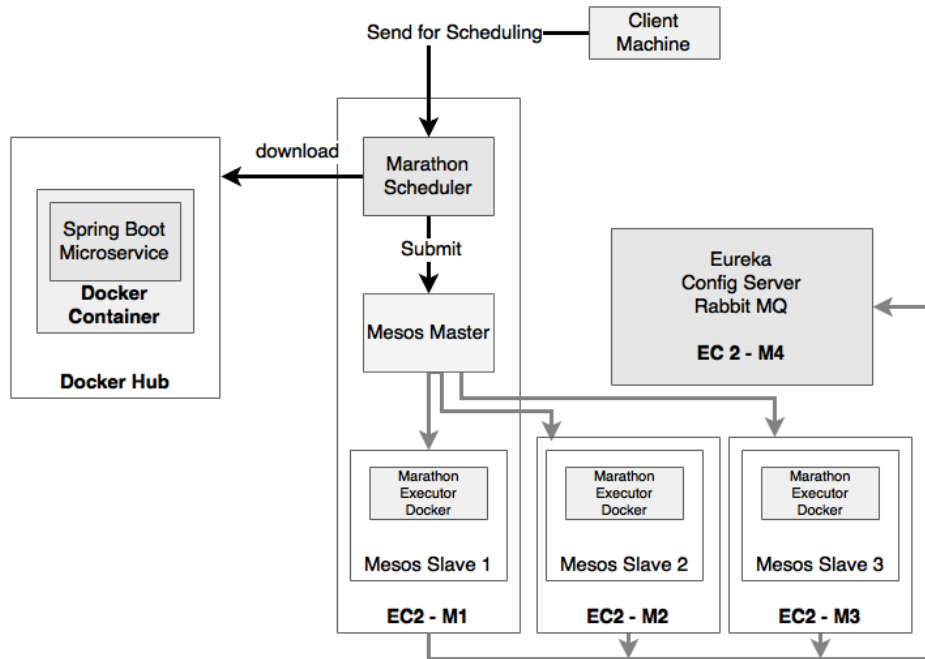 Client
Machine
Send for Scheduling
download
Marathon
Scheduler
Spring Boot
Microservice
Docker
Container
Docker Hub
Submit
Mesos Master
Eureka
Config Server
Rabbit MQ
EC 2 - M4
Marathon
Executor
Docker
Mesos Slave 1
EC2 - M1
Marathon
Executor
Docker
Mesos Slave 2
EC2 - M2
Marathon
Executor
Docker
Mesos Slave 3
EC2 - M3